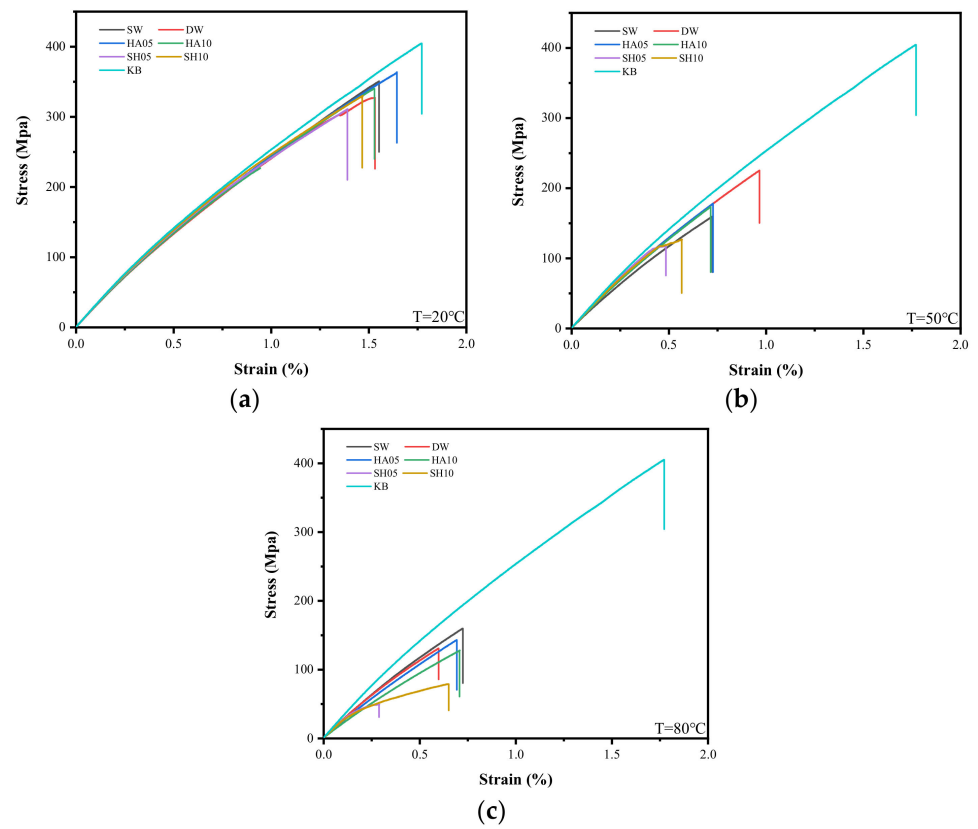 (a)
SW DW
HA05 HA10
SH05 SH10
KB
Stress (Mpa)
400
300
200
100
0
0.0 0.5 1.0 1.5 2.0
Strain (%)
T=20℃
(b)
SW DW
HA05 HA10
SH05 SH10
KB
Stress (Mpa)
400
300
200
100
0
0.0 0.5 1.0 1.5 2.0
Strain (%)
T=50℃
SW DW
HA05 HA10
SH05 SH10
KB
Stress (Mpa)
400
300
200
100
0
0.0 0.5 1.0 1.5 2.0
Strain (%)
T=80℃
(c)